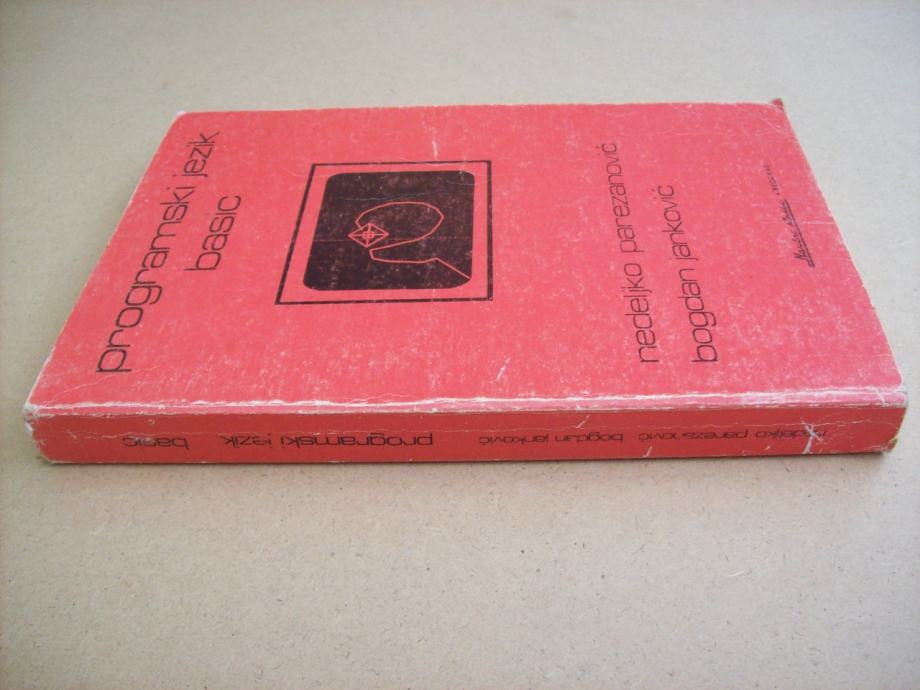 programski jezik
basic
nedeljko parezanović
bogdan janković
nedeljko parezanović bogdan janković programski jezik basic